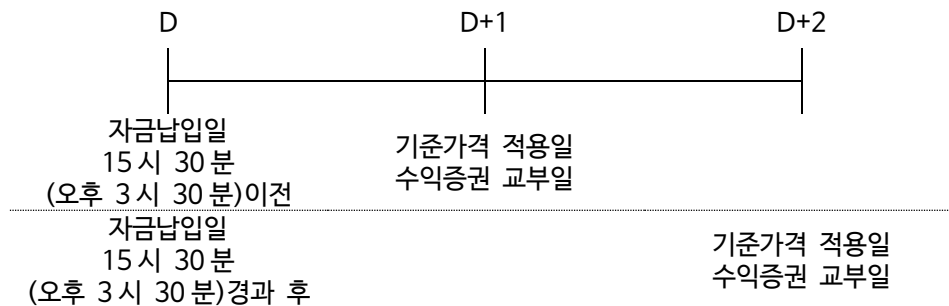 D D+1 D+2
자금납입일
15시 30분
(오후 3시 30분)이전
기준가격 적용일
수익증권 교부일
자금납입일
15시 30분
(오후 3시 30분)경과 후
기준가격 적용일
수익증권 교부일